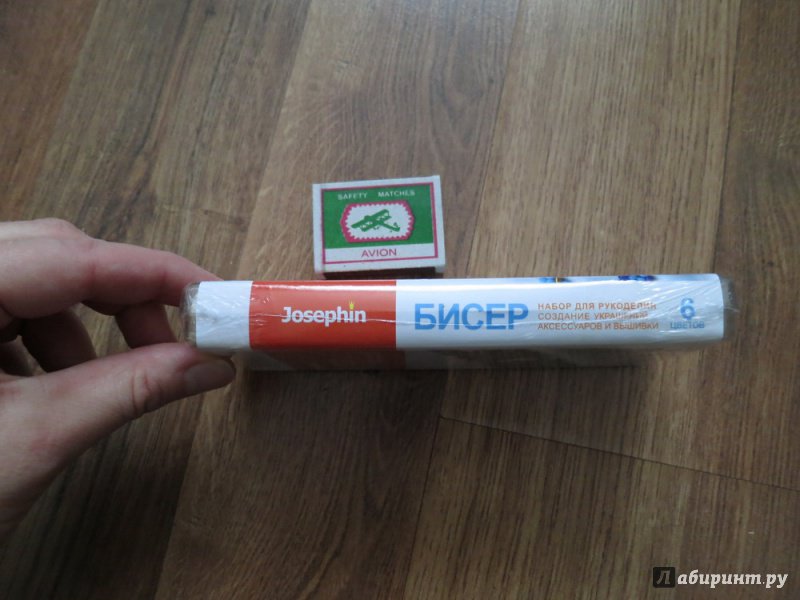 SAFETY MATCHES
AVION
Josephin
БИСЕР
НАБОР ДЛЯ РУКОДЕЛИЯ
СОЗДАНИЕ УКРАШЕНИЙ
АКСЕССУАРОВ И ВЫШИВКИ
6
ЦВЕТОВ
Лабиринт.ру